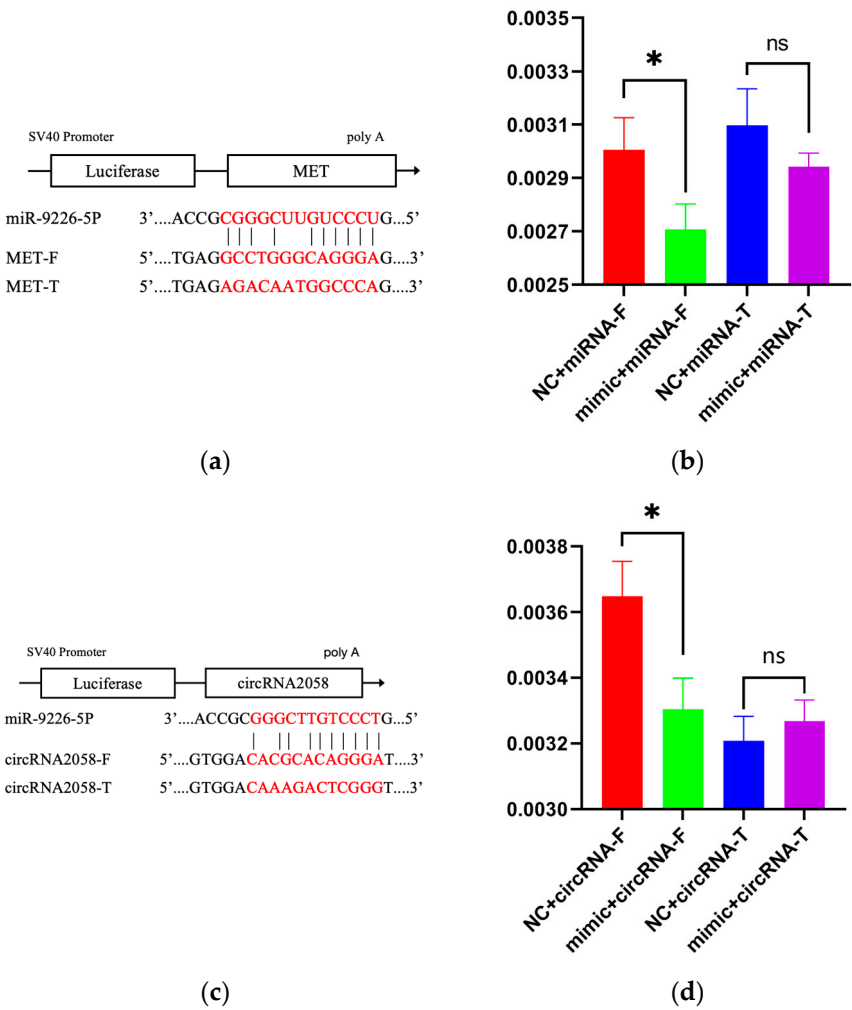 SV40 Promoter poly A
Luciferase MET
miR-9226-5P 3’....ACCGCGGGCUUGUCCCUG...5’
MET-F 5’....TGAGGCCTGGGCAGGGAG....3’
MET-T 5’....TGAGAGACAATGGCCCAG....3’
(a)
0.0035
0.0033
0.0031
0.0029
0.0027
0.0025
*
ns
NC+miRNA-F
mimic+miRNA-F
NC+miRNA-T
mimic+miRNA-T
(b)
SV40 Promoter poly A
Luciferase circRNA2058
miR-9226-5P 3’....ACCGCGGGCTTGTCCCTG...5’
circRNA2058-F 5’....GTGGACACGCACAGGGAT....3’
circRNA2058-T 5’....GTGGACAAAGACTCGGGT....3’
(c)
0.0038
0.0036
0.0034
0.0032
0.0030
*
ns
NC+circRNA-F
mimic+circRNA-F
NC+circRNA-T
mimic+circRNA-T
(d)